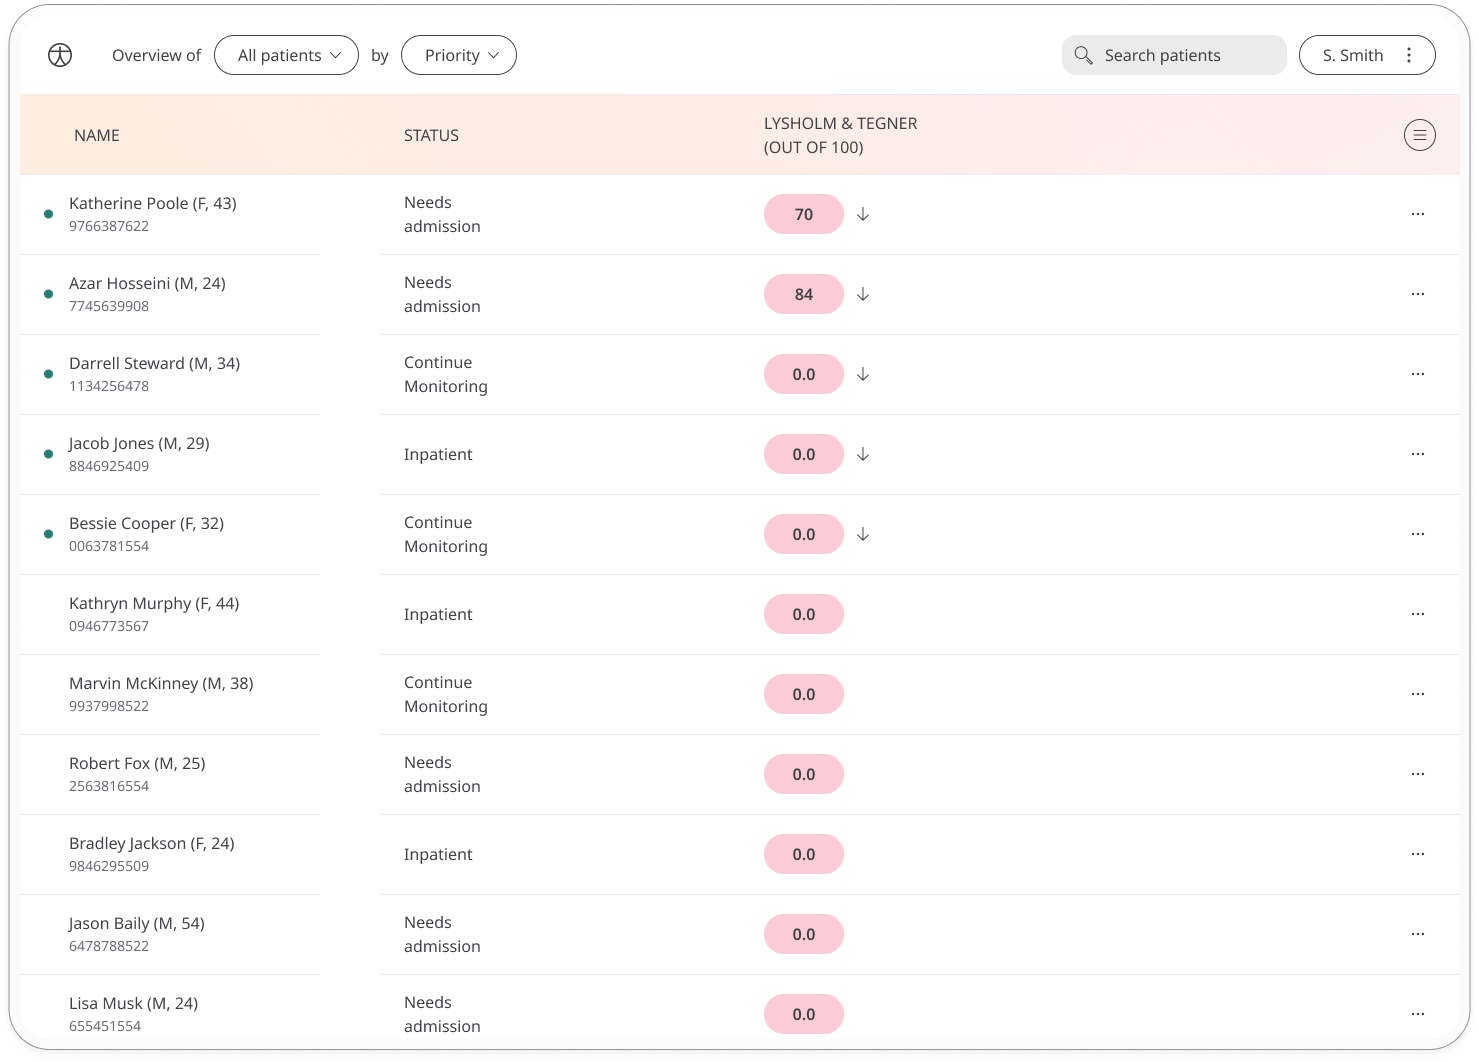 Overview of All patients by Priority Search patients S. Smith
NAME STATUS LYSHOLM & TEGNER
(OUT OF 100)
Katherine Poole (F, 43)
9766387622
Needs
admission
70
Azar Hosseini (M, 24)
7745639908
Needs
admission
84
Darrell Steward (M, 34)
1134256478
Continue
Monitoring
0.0
Jacob Jones (M, 29)
8846925409
Inpatient
0.0
Bessie Cooper (F, 32)
0063781554
Continue
Monitoring
0.0
Kathryn Murphy (F, 44)
0946773567
Inpatient
0.0
Marvin McKinney (M, 38)
9937998522
Continue
Monitoring
0.0
Robert Fox (M, 25)
2563816554
Needs
admission
0.0
Bradley Jackson (F, 24)
9846295509
Inpatient
0.0
Jason Baily (M, 54)
6478788522
Needs
admission
0.0
Lisa Musk (M, 24)
655451554
Needs
admission
0.0